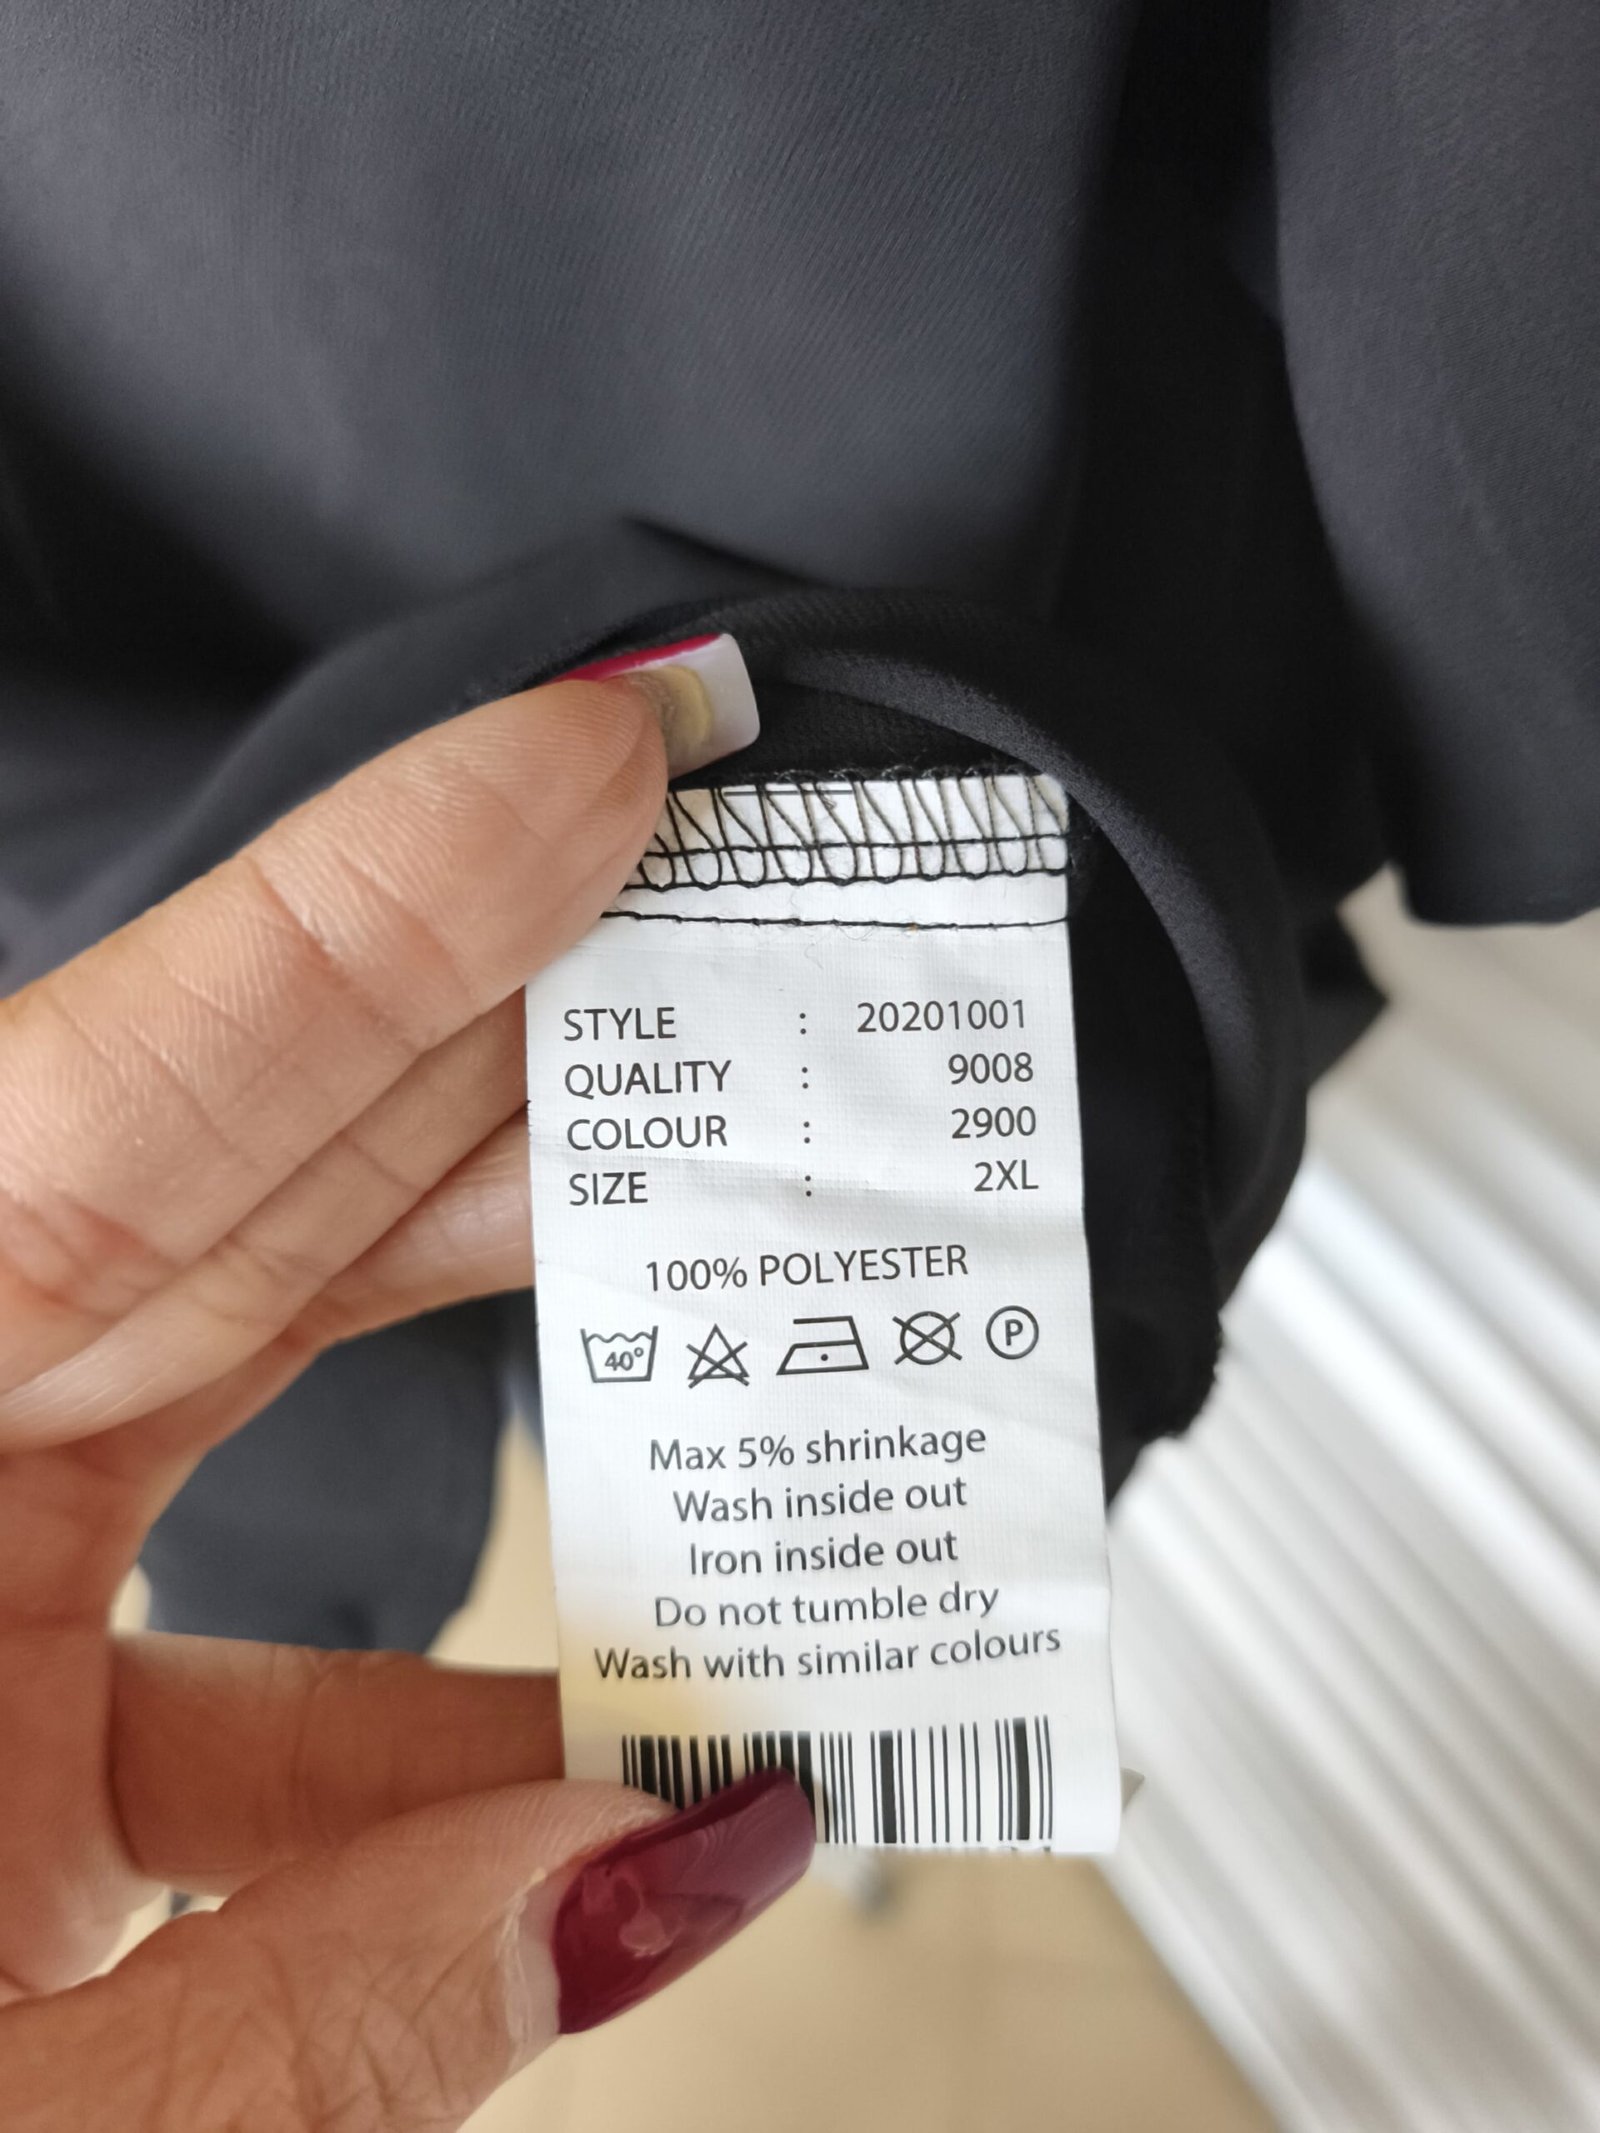 STYLE : 20201001
QUALITY : 9008
COLOUR : 2900
SIZE : 2XL
100% POLYESTER
40° P
Max 5% shrinkage
Wash inside out
Iron inside out
Do not tumble dry
Wash with similar colours